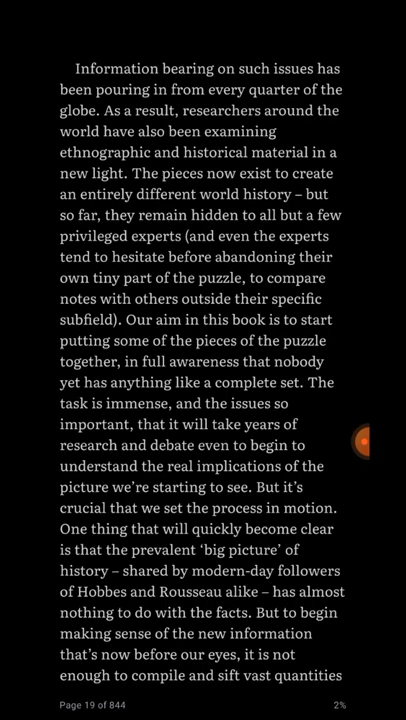 Information bearing on such issues has
been pouring in from every quarter of the
globe. As a result, researchers around the
world have also been examining
ethnographic and historical material in a
new light. The pieces now exist to create
an entirely different world history – but
so far, they remain hidden to all but a few
privileged experts (and even the experts
tend to hesitate before abandoning their
own tiny part of the puzzle, to compare
notes with others outside their specific
subfield). Our aim in this book is to start
putting some of the pieces of the puzzle
together, in full awareness that nobody
yet has anything like a complete set. The
task is immense, and the issues so
important, that it will take years of
research and debate even to begin to
understand the real implications of the
picture we’re starting to see. But it’s
crucial that we set the process in motion.
One thing that will quickly become clear
is that the prevalent ‘big picture’ of
history – shared by modern-day followers
of Hobbes and Rousseau alike – has almost
nothing to do with the facts. But to begin
making sense of the new information
that’s now before our eyes, it is not
enough to compile and sift vast quantities
Page 19 of 844 2%